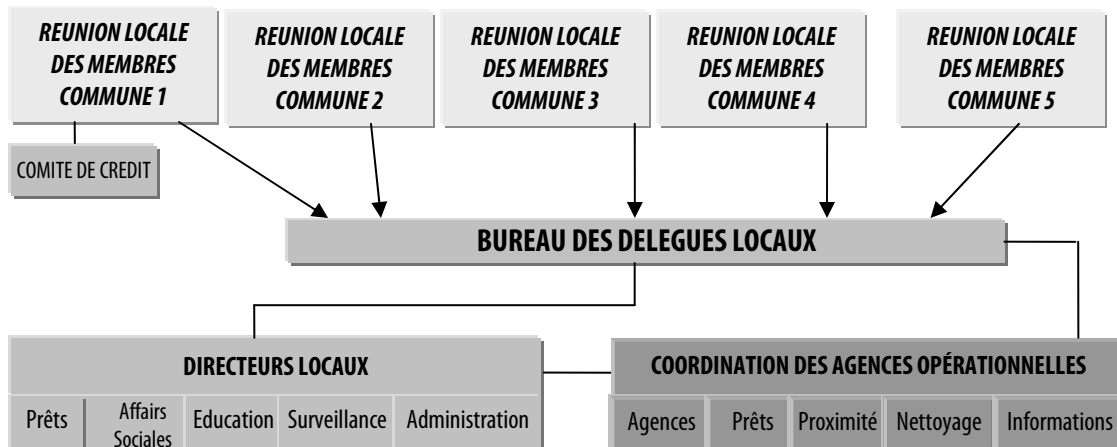 REUNION LOCALE
DES MEMBRES
COMMUNE 1
REUNION LOCALE
DES MEMBRES
COMMUNE 2
REUNION LOCALE
DES MEMBRES
COMMUNE 3
REUNION LOCALE
DES MEMBRES
COMMUNE 4
REUNION LOCALE
DES MEMBRES
COMMUNE 5
COMITE DE CREDIT
BUREAU DES DELEGUES LOCAUX
DIRECTEURS LOCAUX
Prêts
Affairs
Sociales
Education
Surveillance
Administration
COORDINATION DES AGENCES OPÉRATIONNELLES
Agences
Prêts
Proximité
Nettoyage
Informations